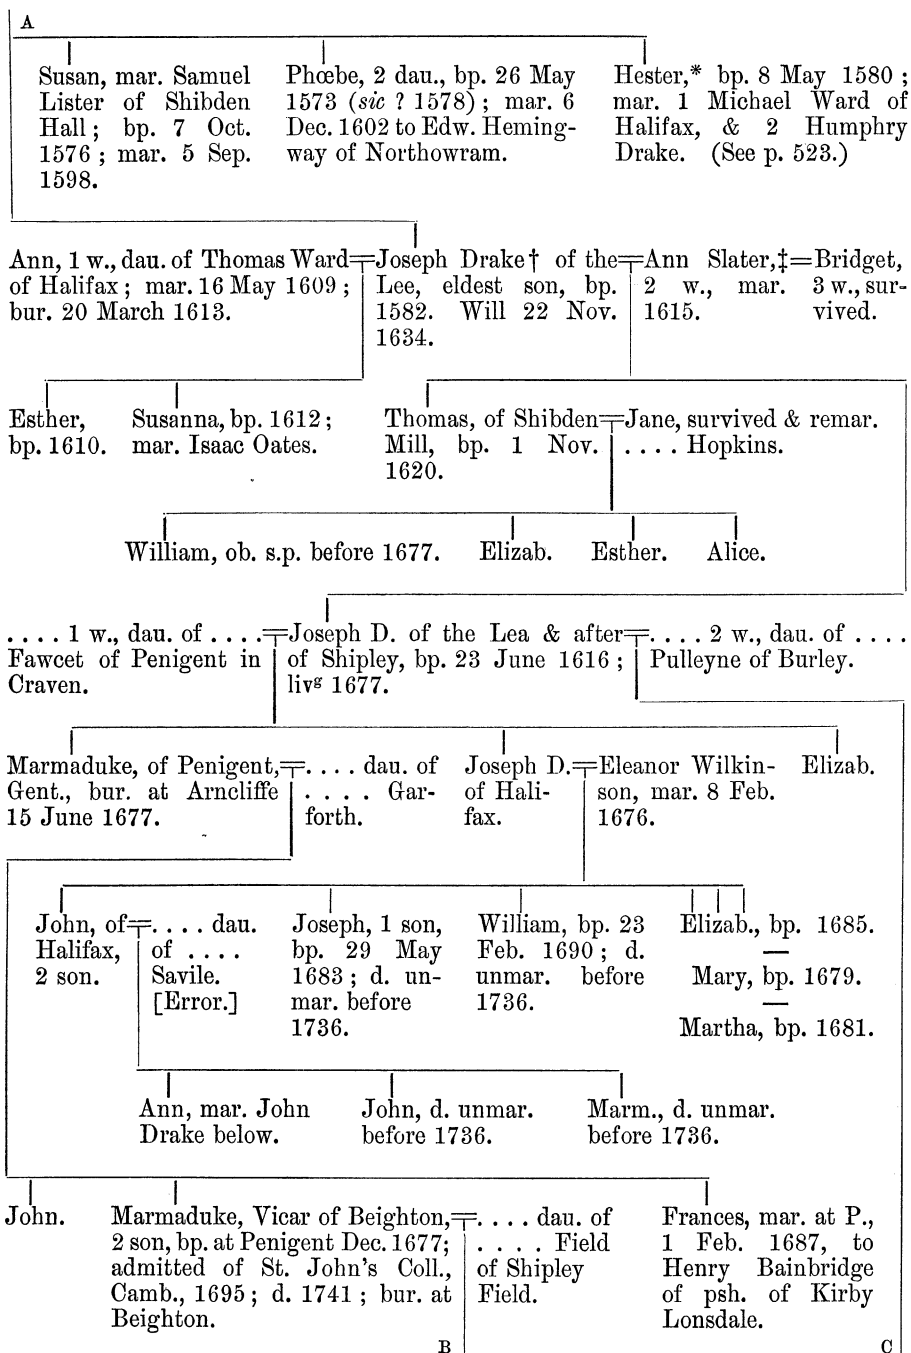 A
Susan, mar. Samuel
Lister of Shibden
Hall; bp. 7 Oct.
1576; mar. 5 Sep.
1598.
Phœbe, 2 dau., bp. 26 May
1573 (sic ? 1578); mar. 6
Dec. 1602 to Edw. Heming-
way of Northowram.
Hester,* bp. 8 May 1580;
mar. 1 Michael Ward of
Halifax, & 2 Humphry
Drake. (See p. 523.)
Ann, 1 w., dau. of Thomas Ward
of Halifax; mar. 16 May 1609;
bur. 20 March 1613.
Joseph Drake† of the
Lee, eldest son, bp.
1582. Will 22 Nov.
1634.
Ann Slater,‡
2 w., mar.
1615.
Bridget,
3 w., sur-
vived.
Esther,
bp. 1610.
Susanna, bp. 1612;
mar. Isaac Oates.
Thomas, of Shibden
Mill, bp. 1 Nov.
1620.
Jane, survived & remar.
. . . . Hopkins.
William, ob. s.p. before 1677.
Elizab.
Esther.
Alice.
. . . . 1 w., dau. of . . . .
Fawcet of Penigent in
Craven.
Joseph D. of the Lea & after
of Shipley, bp. 23 June 1616;
livᵍ 1677.
. . . . 2 w., dau. of . . . .
Pulleyne of Burley.
Marmaduke, of Penigent,
Gent., bur. at Arncliffe
15 June 1677.
. . . . dau. of
. . . . Gar-
forth.
Joseph D.
of Hali-
fax.
Eleanor Wilkin-
son, mar. 8 Feb.
1676.
Elizab.
John, of
Halifax,
2 son.
. . . . dau.
of . . . .
Savile.
[Error.]
Joseph, 1 son,
bp. 29 May
1683; d. un-
mar. before
1736.
William, bp. 23
Feb. 1690; d.
unmar. before
1736.
Elizab., bp. 1685.
—
Mary, bp. 1679.
—
Martha, bp. 1681.
Ann, mar. John
Drake below.
John, d. unmar.
before 1736.
Marm., d. unmar.
before 1736.
John.
Marmaduke, Vicar of Beighton,
2 son, bp. at Penigent Dec. 1677;
admitted of St. John's Coll.,
Camb., 1695; d. 1741; bur. at
Beighton.
. . . . dau. of
. . . . Field
of Shipley
Field.
Frances, mar. at P.,
1 Feb. 1687, to
Henry Bainbridge
of psh. of Kirby
Lonsdale.
B
C